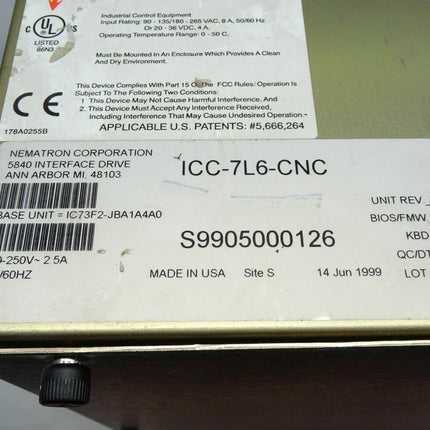 C UL US
LISTED
66N3
Industrial Control Equipment
Input Rating: 90 - 135/180 - 265 VAC, 8 A, 50/60 Hz
Or 20 - 36 VDC, 4 A.
Operating Temperature Range: 0 - 50 C.
Must Be Mounted In An Enclosure Which Provides A Clean
And Dry Environment.
This Device Complies With Part 15 Of The FCC Rules: Operation Is
Subject To The Following Two Conditions:
1 This Device May Not Cause Harmful Interference, And
2 This Device Must Accept Any Interference Received,
Including Interference That May Cause Undesired Operation.
CE
178A0255B
APPLICABLE U.S. PATENTS: #5,666,264
NEMATRON CORPORATION
5840 INTERFACE DRIVE
ANN ARBOR MI. 48103
ICC-7L6-CNC
BASE UNIT = IC73F2-JBA1A4A0
S9905000126
-250V~ 2.5A
/60HZ
MADE IN USA Site S 14 Jun 1999
UNIT REV_
BIOS/FMW_
KBD
QC/DT
LOT